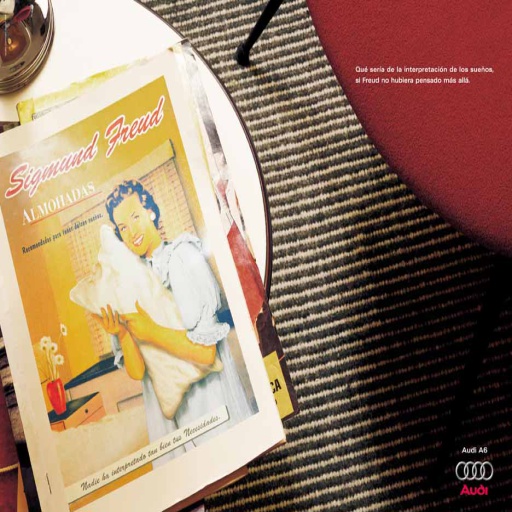 Qué sería de la interpretación de los sueños,
si Freud no hubiera pensado más allá.
Sigmund Freud
ALMOHADAS
Recomendadas para tener dulces sueños.
Nadie ha interpretado tan bien tus Necesidades.
CA
Audi A6
Audi